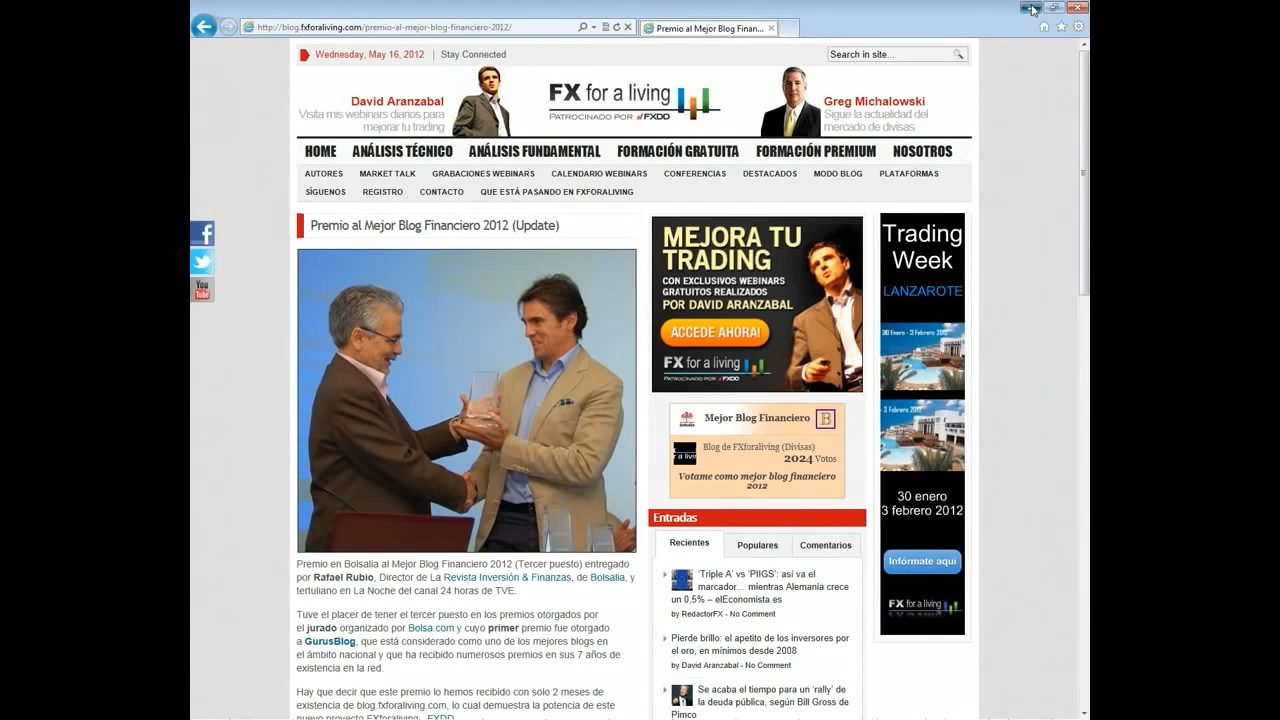 http://blog.fxforaliving.com/premio-al-mejor-blog-financiero-2012/
Premio al Mejor Blog Finan...
Wednesday, May 16, 2012
Stay Connected
Search in site...
David Aranzabal
Visita mis webinars diarios para
mejorar tu trading
FX for a living
PATROCINADO POR FXDD
Greg Michalowski
Sigue la actualidad del
mercado de divisas
HOME ANÁLISIS TÉCNICO ANÁLISIS FUNDAMENTAL FORMACIÓN GRATUITA FORMACIÓN PREMIUM NOSOTROS
AUTORES MARKET TALK GRABACIONES WEBINARS CALENDARIO WEBINARS CONFERENCIAS DESTACADOS MODO BLOG PLATAFORMAS
SÍGUENOS REGISTRO CONTACTO QUE ESTÁ PASANDO EN FXFORALIVING
You
Tube
Premio al Mejor Blog Financiero 2012 (Update)
Premio en Bolsalia al Mejor Blog Financiero 2012 (Tercer puesto) entregado
por Rafael Rubio, Director de La Revista Inversión & Finanzas, de Bolsalia, y
tertuliano en La Noche del canal 24 horas de TVE.
Tuve el placer de tener el tercer puesto en los premios otorgados por
el jurado organizado por Bolsa.com y cuyo primer premio fue otorgado
a GurusBlog, que está considerado como uno de los mejores blogs en
el ámbito nacional y que ha recibido numerosos premios en sus 7 años de
existencia en la red.
Hay que decir que este premio lo hemos recibido con solo 2 meses de
existencia de blog.fxforaliving.com, lo cual demuestra la potencia de este
nuevo proyecto FXforaliving. FXDD
MEJORA TU
TRADING
CON EXCLUSIVOS WEBINARS
GRATUITOS REALIZADOS
POR DAVID ARANZABAL
ACCEDE AHORA!
FX for a living
PATROCINADO POR FXDD
Mejor Blog Financiero B
Blog de FXforaliving (Divisas)
2024 Votos
Votame como mejor blog financiero
2012
Entradas
Recientes Populares Comentarios
'Triple A' vs 'PIIGS': así va el
marcador... mientras Alemania crece
un 0,5% – elEconomista.es
by RedactorFX - No Comment
Pierde brillo: el apetito de los inversores por
el oro, en mínimos desde 2008
by David Aranzabal - No Comment
Se acaba el tiempo para un 'rally' de
la deuda pública, según Bill Gross de
Pimco
Trading
Week
LANZAROTE
30 enero
3 febrero 2012
Infórmate aquí
FX for a living